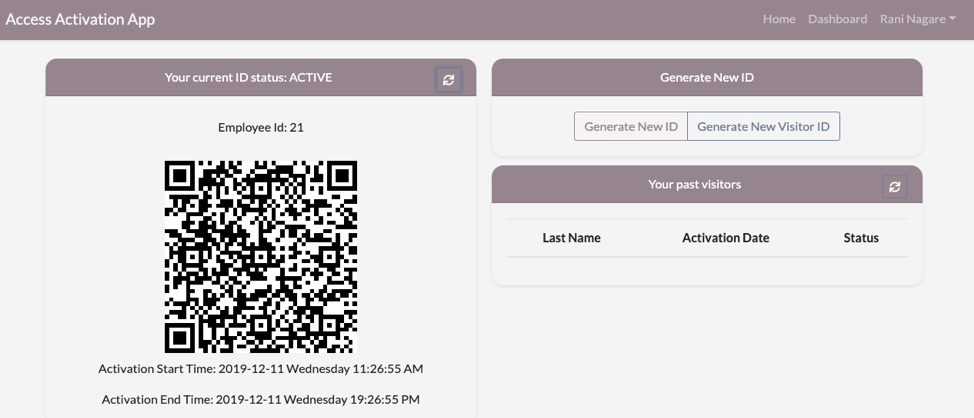 Access Activation App
Home Dashboard Rani Nagare
Your current ID status: ACTIVE
Employee Id: 21
Activation Start Time: 2019-12-11 Wednesday 11:26:55 AM
Activation End Time: 2019-12-11 Wednesday 19:26:55 PM
Generate New ID
Generate New ID Generate New Visitor ID
Your past visitors
Last Name Activation Date Status